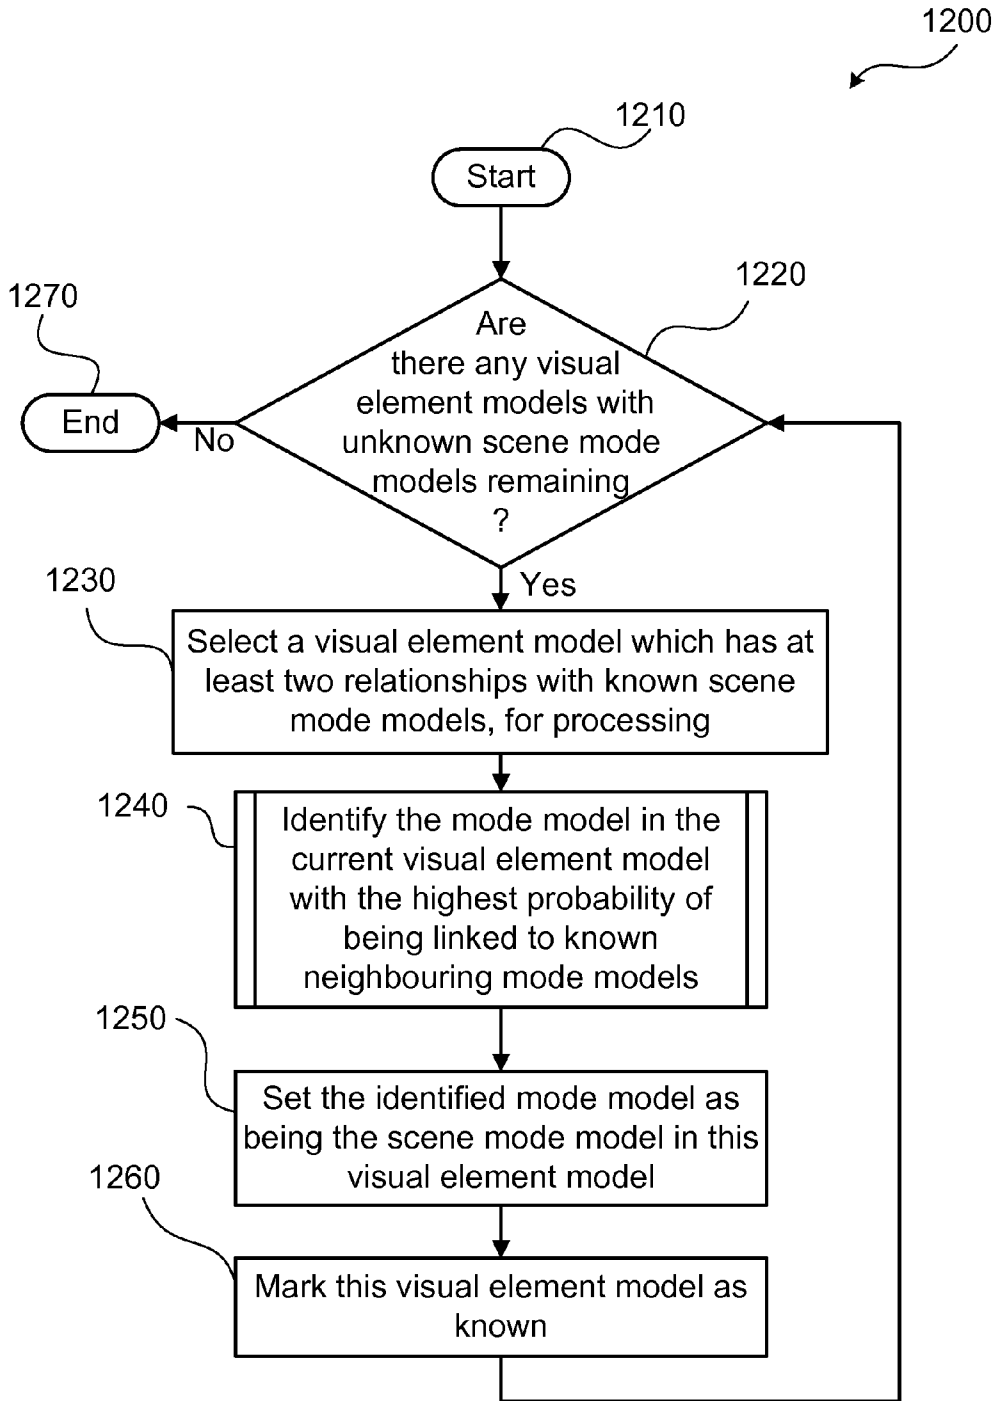 1200
1210
Start
1220
1270
Are
there any visual
element models with
unknown scene mode
models remaining
?
End
No
Yes
1230
Select a visual element model which has at
least two relationships with known scene
mode models, for processing
1240
Identify the mode model in the
current visual element model
with the highest probability of
being linked to known
neighbouring mode models
1250
Set the identified mode model as
being the scene mode model in this
visual element model
1260
Mark this visual element model as
known